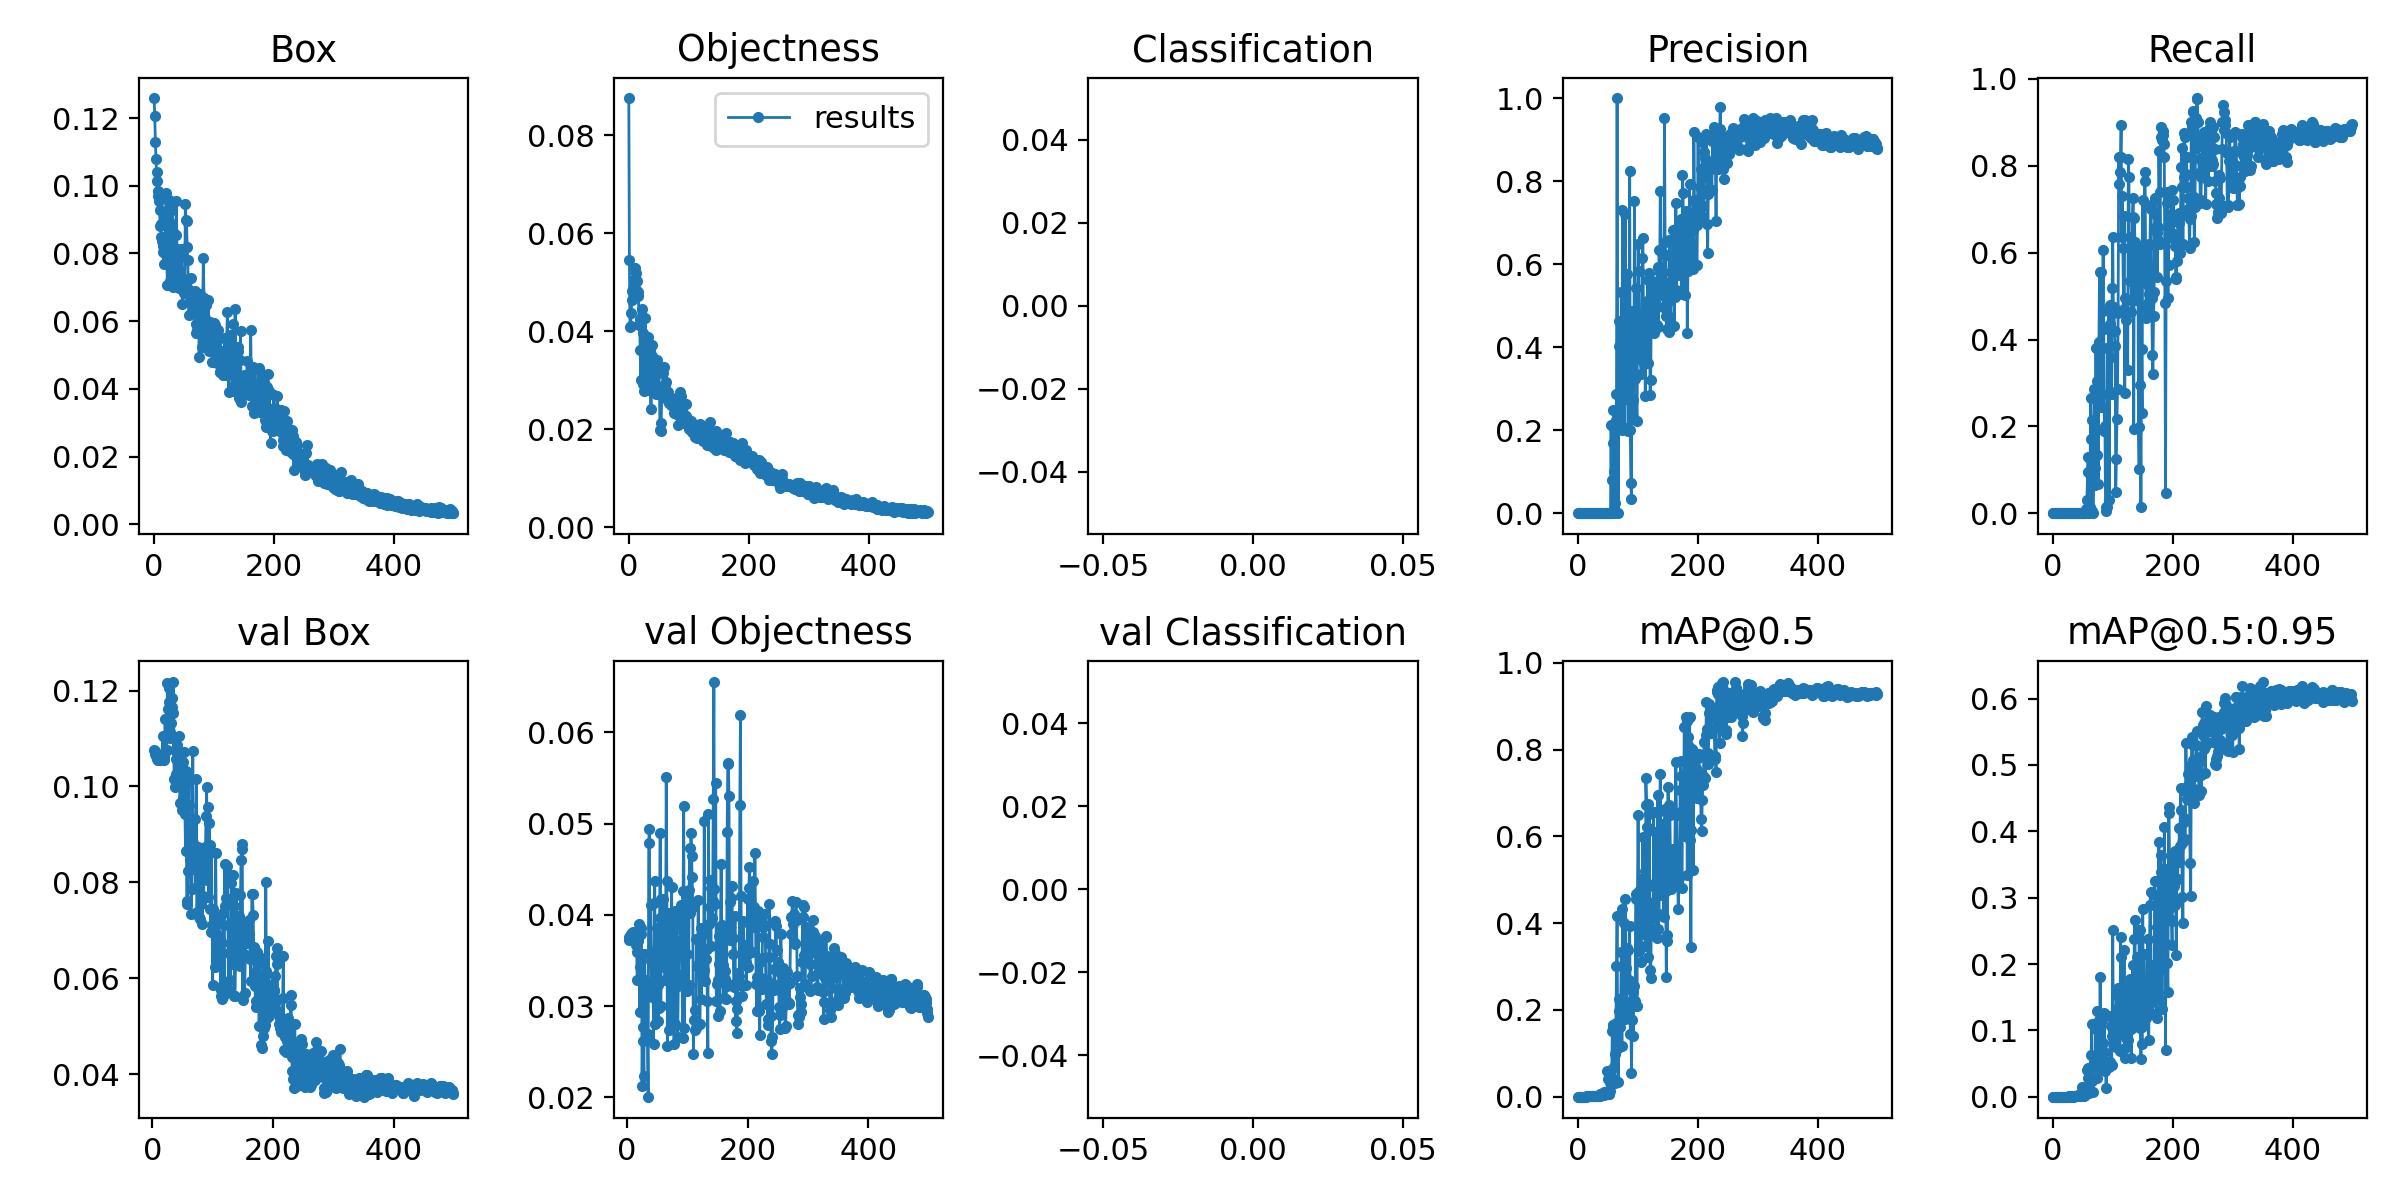 Box
Objectness
Classification
Precision
Recall
0.12
0.10
0.08
0.06
0.04
0.02
0.00
0 200 400
results
0.08
0.06
0.04
0.02
0.00
0 200 400
0.04
0.02
0.00
−0.02
−0.04
−0.05 0.00 0.05
1.0
0.8
0.6
0.4
0.2
0.0
0 200 400
1.0
0.8
0.6
0.4
0.2
0.0
0 200 400
val Box
val Objectness
val Classification
mAP@0.5
mAP@0.5:0.95
0.12
0.10
0.08
0.06
0.04
0 200 400
0.06
0.05
0.04
0.03
0.02
0 200 400
0.04
0.02
0.00
−0.02
−0.04
−0.05 0.00 0.05
1.0
0.8
0.6
0.4
0.2
0.0
0 200 400
0.6
0.5
0.4
0.3
0.2
0.1
0.0
0 200 400